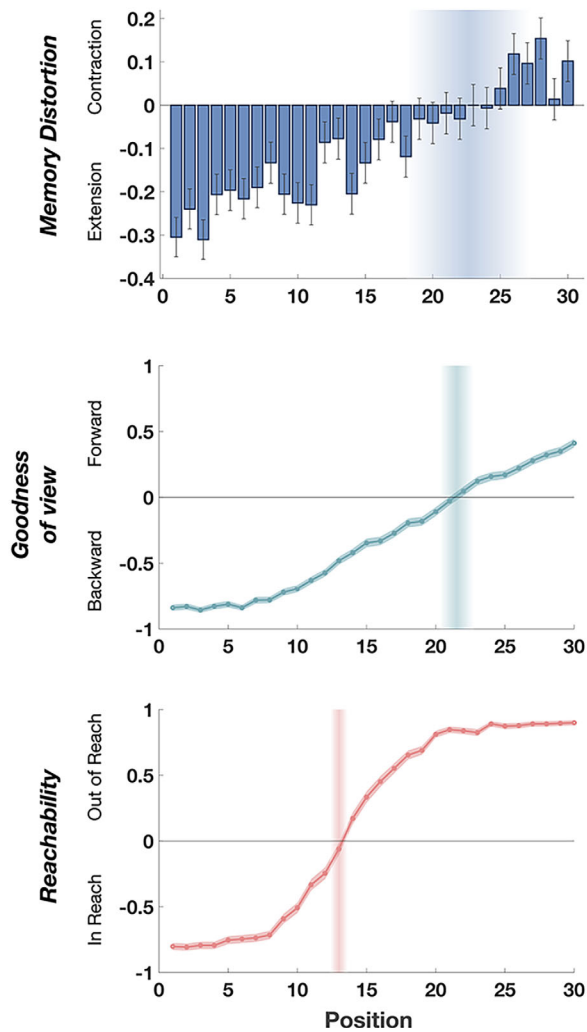 Memory Distortion
Extension Contraction
0.2
0.1
0
-0.1
-0.2
-0.3
-0.4
0 5 10 15 20 25 30
Goodness
of view
Backward Forward
1
0.5
0
-0.5
-1
0 5 10 15 20 25 30
Reachability
In Reach Out of Reach
1
0.5
0
-0.5
-1
0 5 10 15 20 25 30
Position